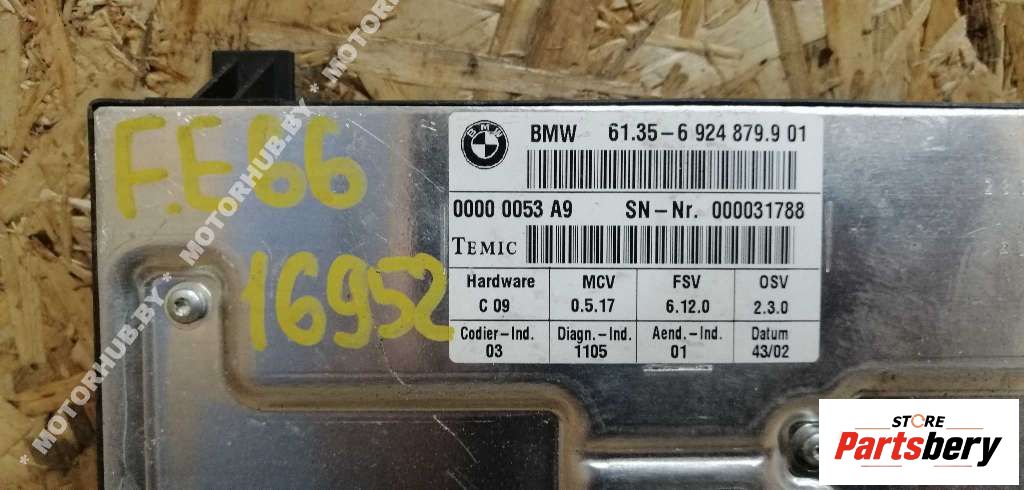 F.E66
16952
BMW
BMW 61.35-6 924 879.9 01
0000 0053 A9 SN-Nr. 000031788
TEMIC
Hardware MCV FSV OSV
C 09 0.5.17 6.12.0 2.3.0
Codier-Ind. Diagn.-Ind. Aend.-Ind. Datum
03 1105 01 43/02
* MOTORHUB.BY * MOTORHUB.BY * MOTORHUB.BY
STORE
Partsbery